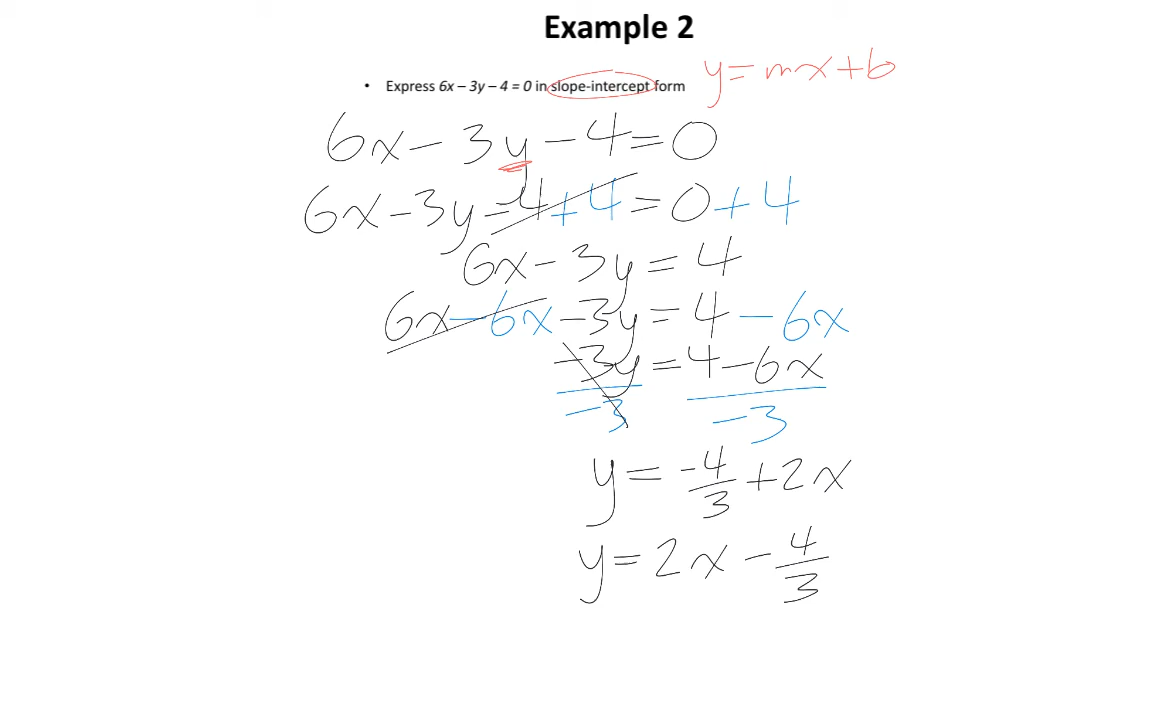 Example 2
• Express 6x – 3y – 4 = 0 in slope-intercept form
y = mx + b
6x - 3y - 4 = 0
6x - 3y - 4 + 4 = 0 + 4
6x - 3y = 4
6x - 6x - 3y = 4 - 6x
-3y = 4 - 6x
-3 -3
y = -4/3 + 2x
y = 2x - 4/3